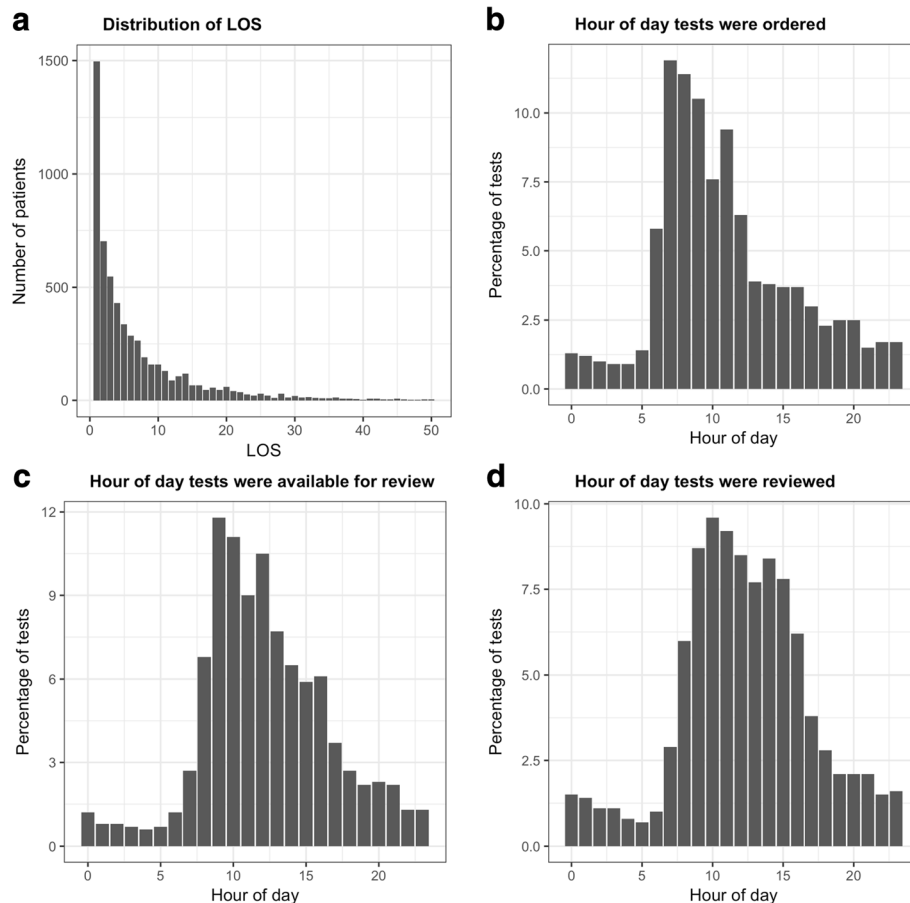 a Distribution of LOS
Number of patients
1500
1000
500
0
0 10 20 30 40 50
LOS
b Hour of day tests were ordered
Percentage of tests
10.0
7.5
5.0
2.5
0.0
0 5 10 15 20
Hour of day
c Hour of day tests were available for review
Percentage of tests
12
9
6
3
0
0 5 10 15 20
Hour of day
d Hour of day tests were reviewed
Percentage of tests
10.0
7.5
5.0
2.5
0.0
0 5 10 15 20
Hour of day